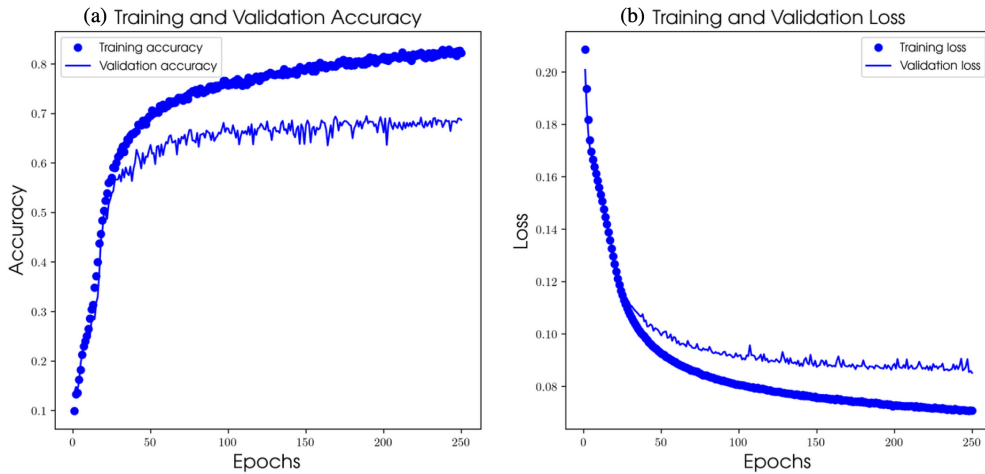 (a) Training and Validation Accuracy
Training accuracy
Validation accuracy
0.8
0.7
0.6
0.5
0.4
0.3
0.2
0.1
Accuracy
0
50
100
150
200
250
Epochs
(b) Training and Validation Loss
Training loss
Validation loss
0.20
0.18
0.16
0.14
0.12
0.10
0.08
Loss
0
50
100
150
200
250
Epochs